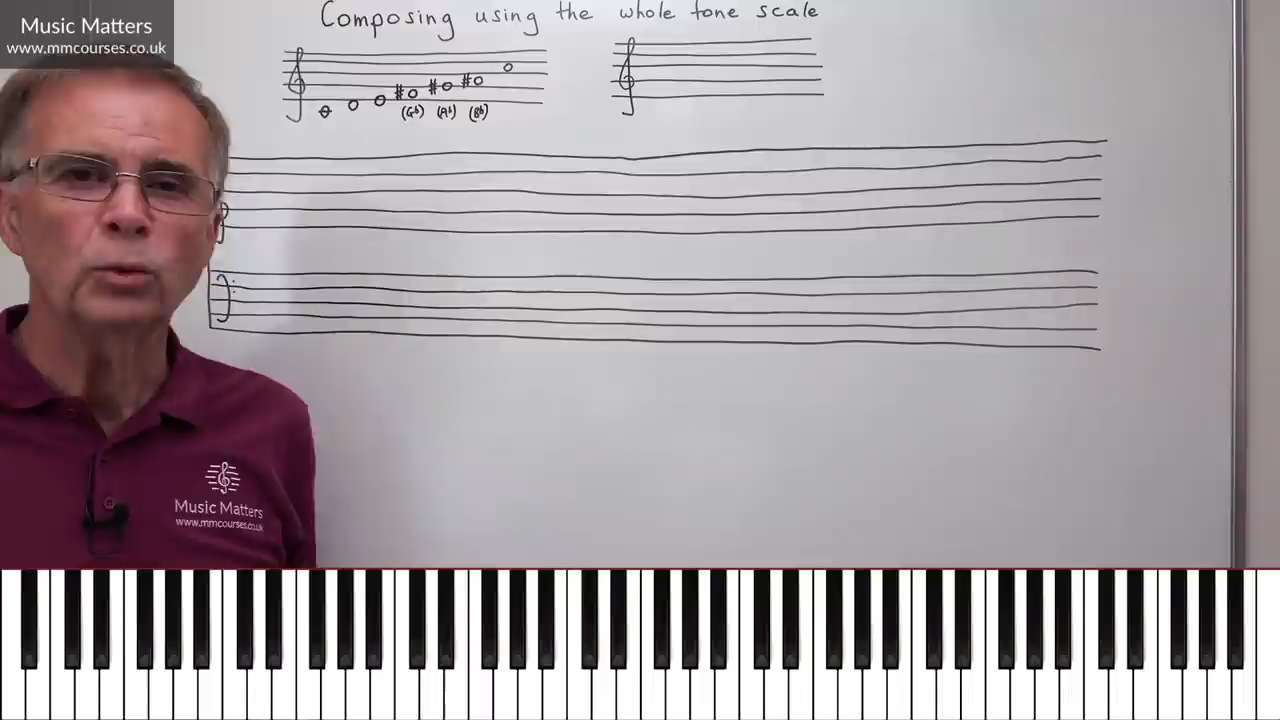 Music Matters
www.mmcourses.co.uk
Composing using the whole tone scale
(G♭) (A♭) (B♭)
Music Matters
www.mmcourses.co.uk